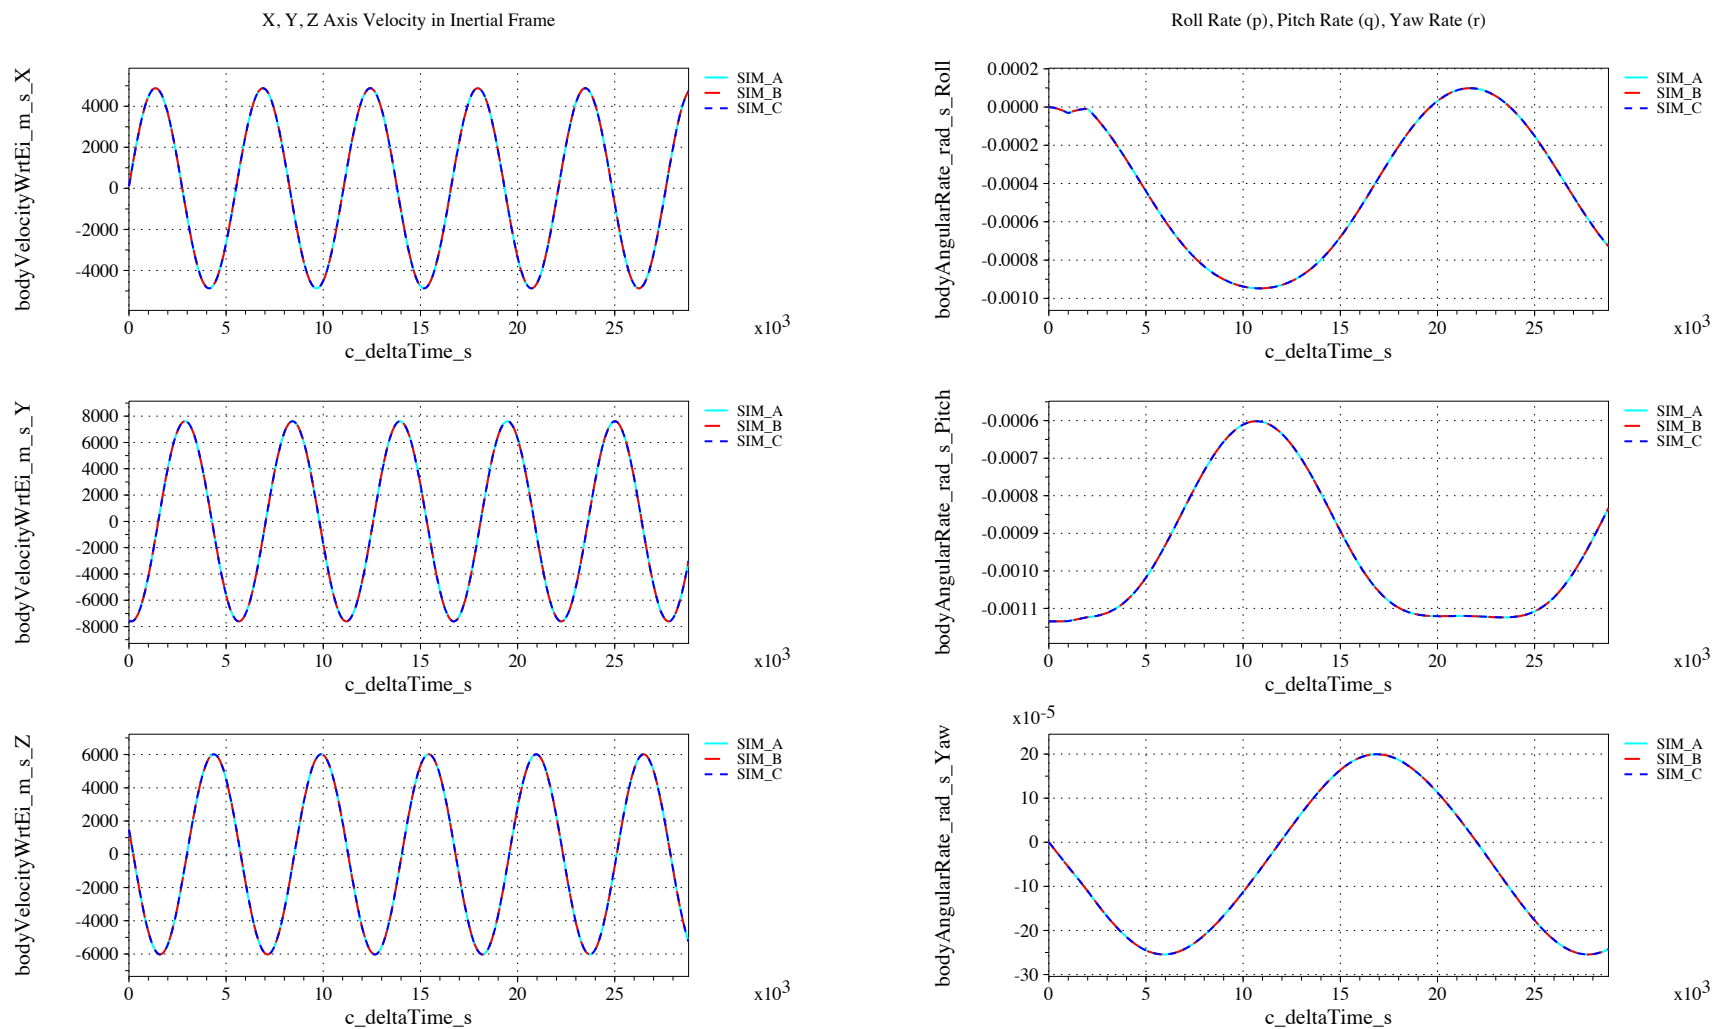 X, Y, Z Axis Velocity in Inertial Frame
bodyVelocityWrtEi_m_s_X
4000
2000
0
-2000
-4000
0 5 10 15 20 25 x10^3
c_deltaTime_s
SIM_A
SIM_B
SIM_C
bodyVelocityWrtEi_m_s_Y
8000
6000
4000
2000
0
-2000
-4000
-6000
-8000
0 5 10 15 20 25 x10^3
c_deltaTime_s
SIM_A
SIM_B
SIM_C
bodyVelocityWrtEi_m_s_Z
6000
4000
2000
0
-2000
-4000
-6000
0 5 10 15 20 25 x10^3
c_deltaTime_s
SIM_A
SIM_B
SIM_C
Roll Rate (p), Pitch Rate (q), Yaw Rate (r)
bodyAngularRate_rad_s_Roll
0.0002
0.0000
-0.0002
-0.0004
-0.0006
-0.0008
-0.0010
0 5 10 15 20 25 x10^3
c_deltaTime_s
SIM_A
SIM_B
SIM_C
bodyAngularRate_rad_s_Pitch
-0.0006
-0.0007
-0.0008
-0.0009
-0.0010
-0.0011
0 5 10 15 20 25 x10^3
c_deltaTime_s
SIM_A
SIM_B
SIM_C
bodyAngularRate_rad_s_Yaw
x10^-5
20
10
0
-10
-20
-30
0 5 10 15 20 25 x10^3
c_deltaTime_s
SIM_A
SIM_B
SIM_C